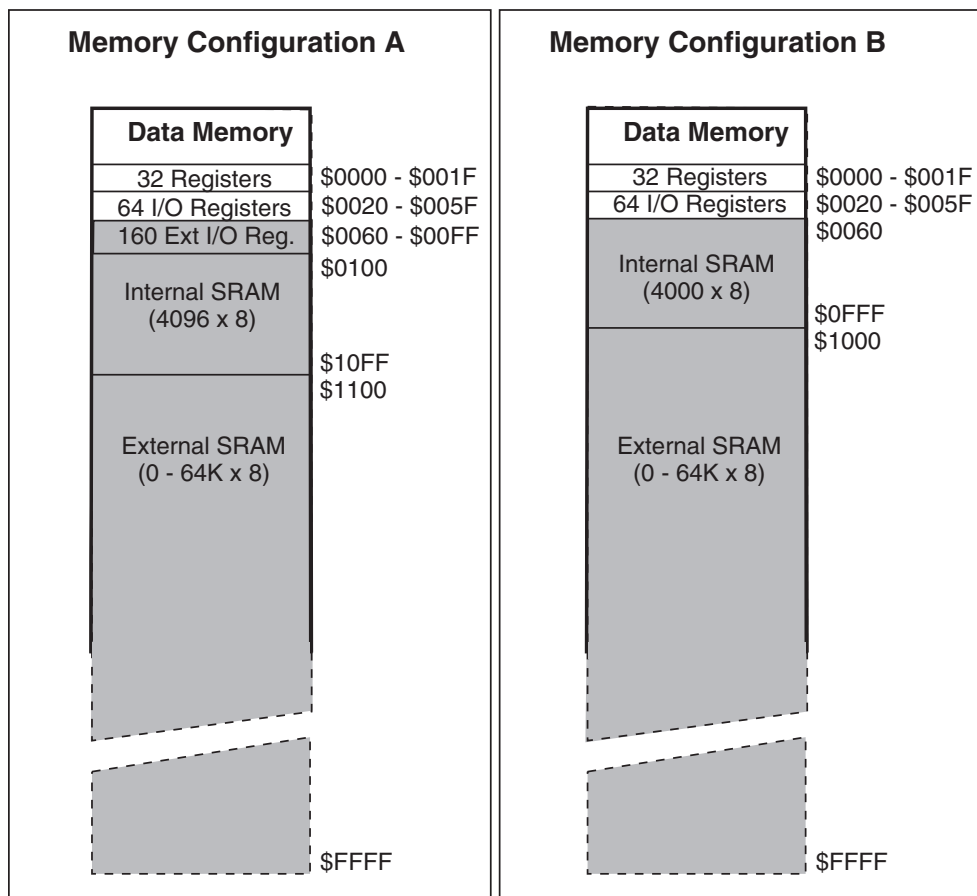 Memory Configuration A
Data Memory
32 Registers
$0000 - $001F
64 I/O Registers
$0020 - $005F
160 Ext I/O Reg.
$0060 - $00FF
$0100
Internal SRAM
(4096 x 8)
$10FF
$1100
External SRAM
(0 - 64K x 8)
$FFFF
Memory Configuration B
Data Memory
32 Registers
$0000 - $001F
64 I/O Registers
$0020 - $005F
$0060
Internal SRAM
(4000 x 8)
$0FFF
$1000
External SRAM
(0 - 64K x 8)
$FFFF